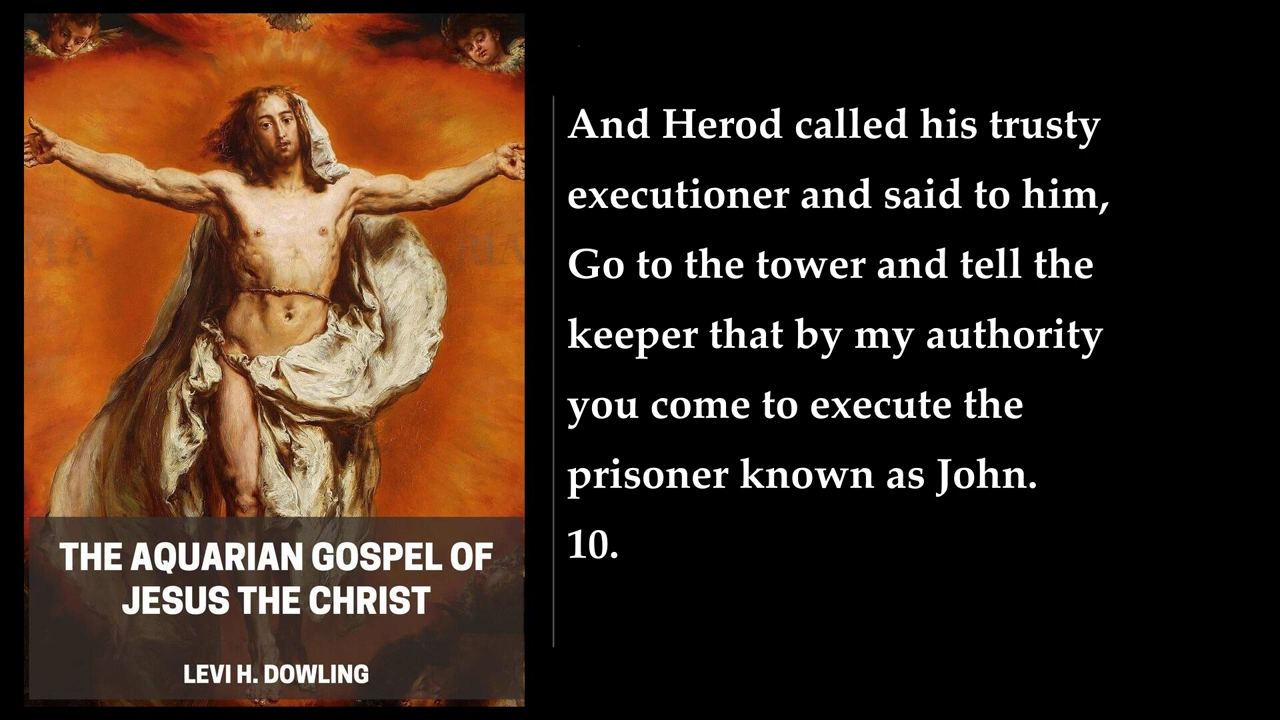 THE AQUARIAN GOSPEL OF
JESUS THE CHRIST
LEVI H. DOWLING
And Herod called his trusty
executioner and said to him,
Go to the tower and tell the
keeper that by my authority
you come to execute the
prisoner known as John.
10.